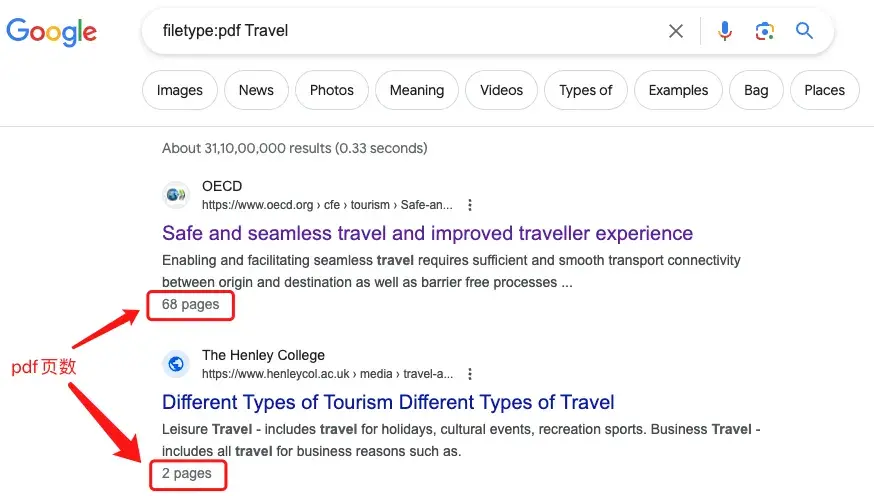 Google
filetype:pdf Travel
Images
News
Photos
Meaning
Videos
Types of
Examples
Bag
Places
About 31,10,00,000 results (0.33 seconds)
OECD
https://www.oecd.org › cfe › tourism › Safe-an...
Safe and seamless travel and improved traveller experience
Enabling and facilitating seamless travel requires sufficient and smooth transport connectivity
between origin and destination as well as barrier free processes ...
68 pages
pdf页数
The Henley College
https://www.henleycol.ac.uk › media › travel-a...
Different Types of Tourism Different Types of Travel
Leisure Travel - includes travel for holidays, cultural events, recreation sports. Business Travel -
includes all travel for business reasons such as.
2 pages